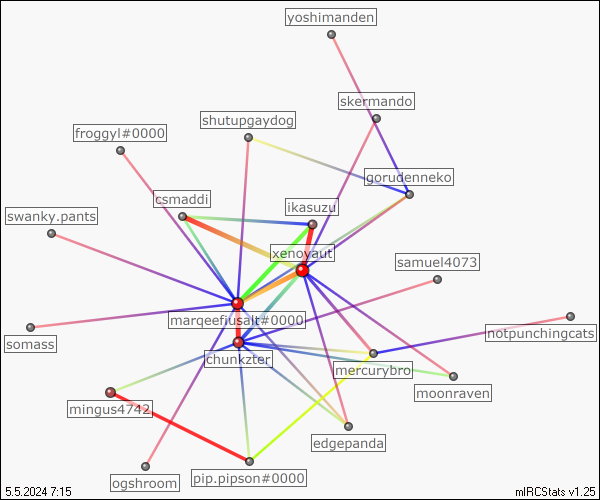 yoshimanden
skermando
shutupgaydog
froggyl#0000
gorudenneko
csmaddi
ikasuzu
swanky.pants
xenoyaut
samuel4073
marqeefiusalt#0000
notpunchingcats
somass
chunkzter
mercurybro
moonraven
mingus4742
edgepanda
ogshroom
pip.pipson#0000
5.5.2024 7:15
mIRCStats v1.25